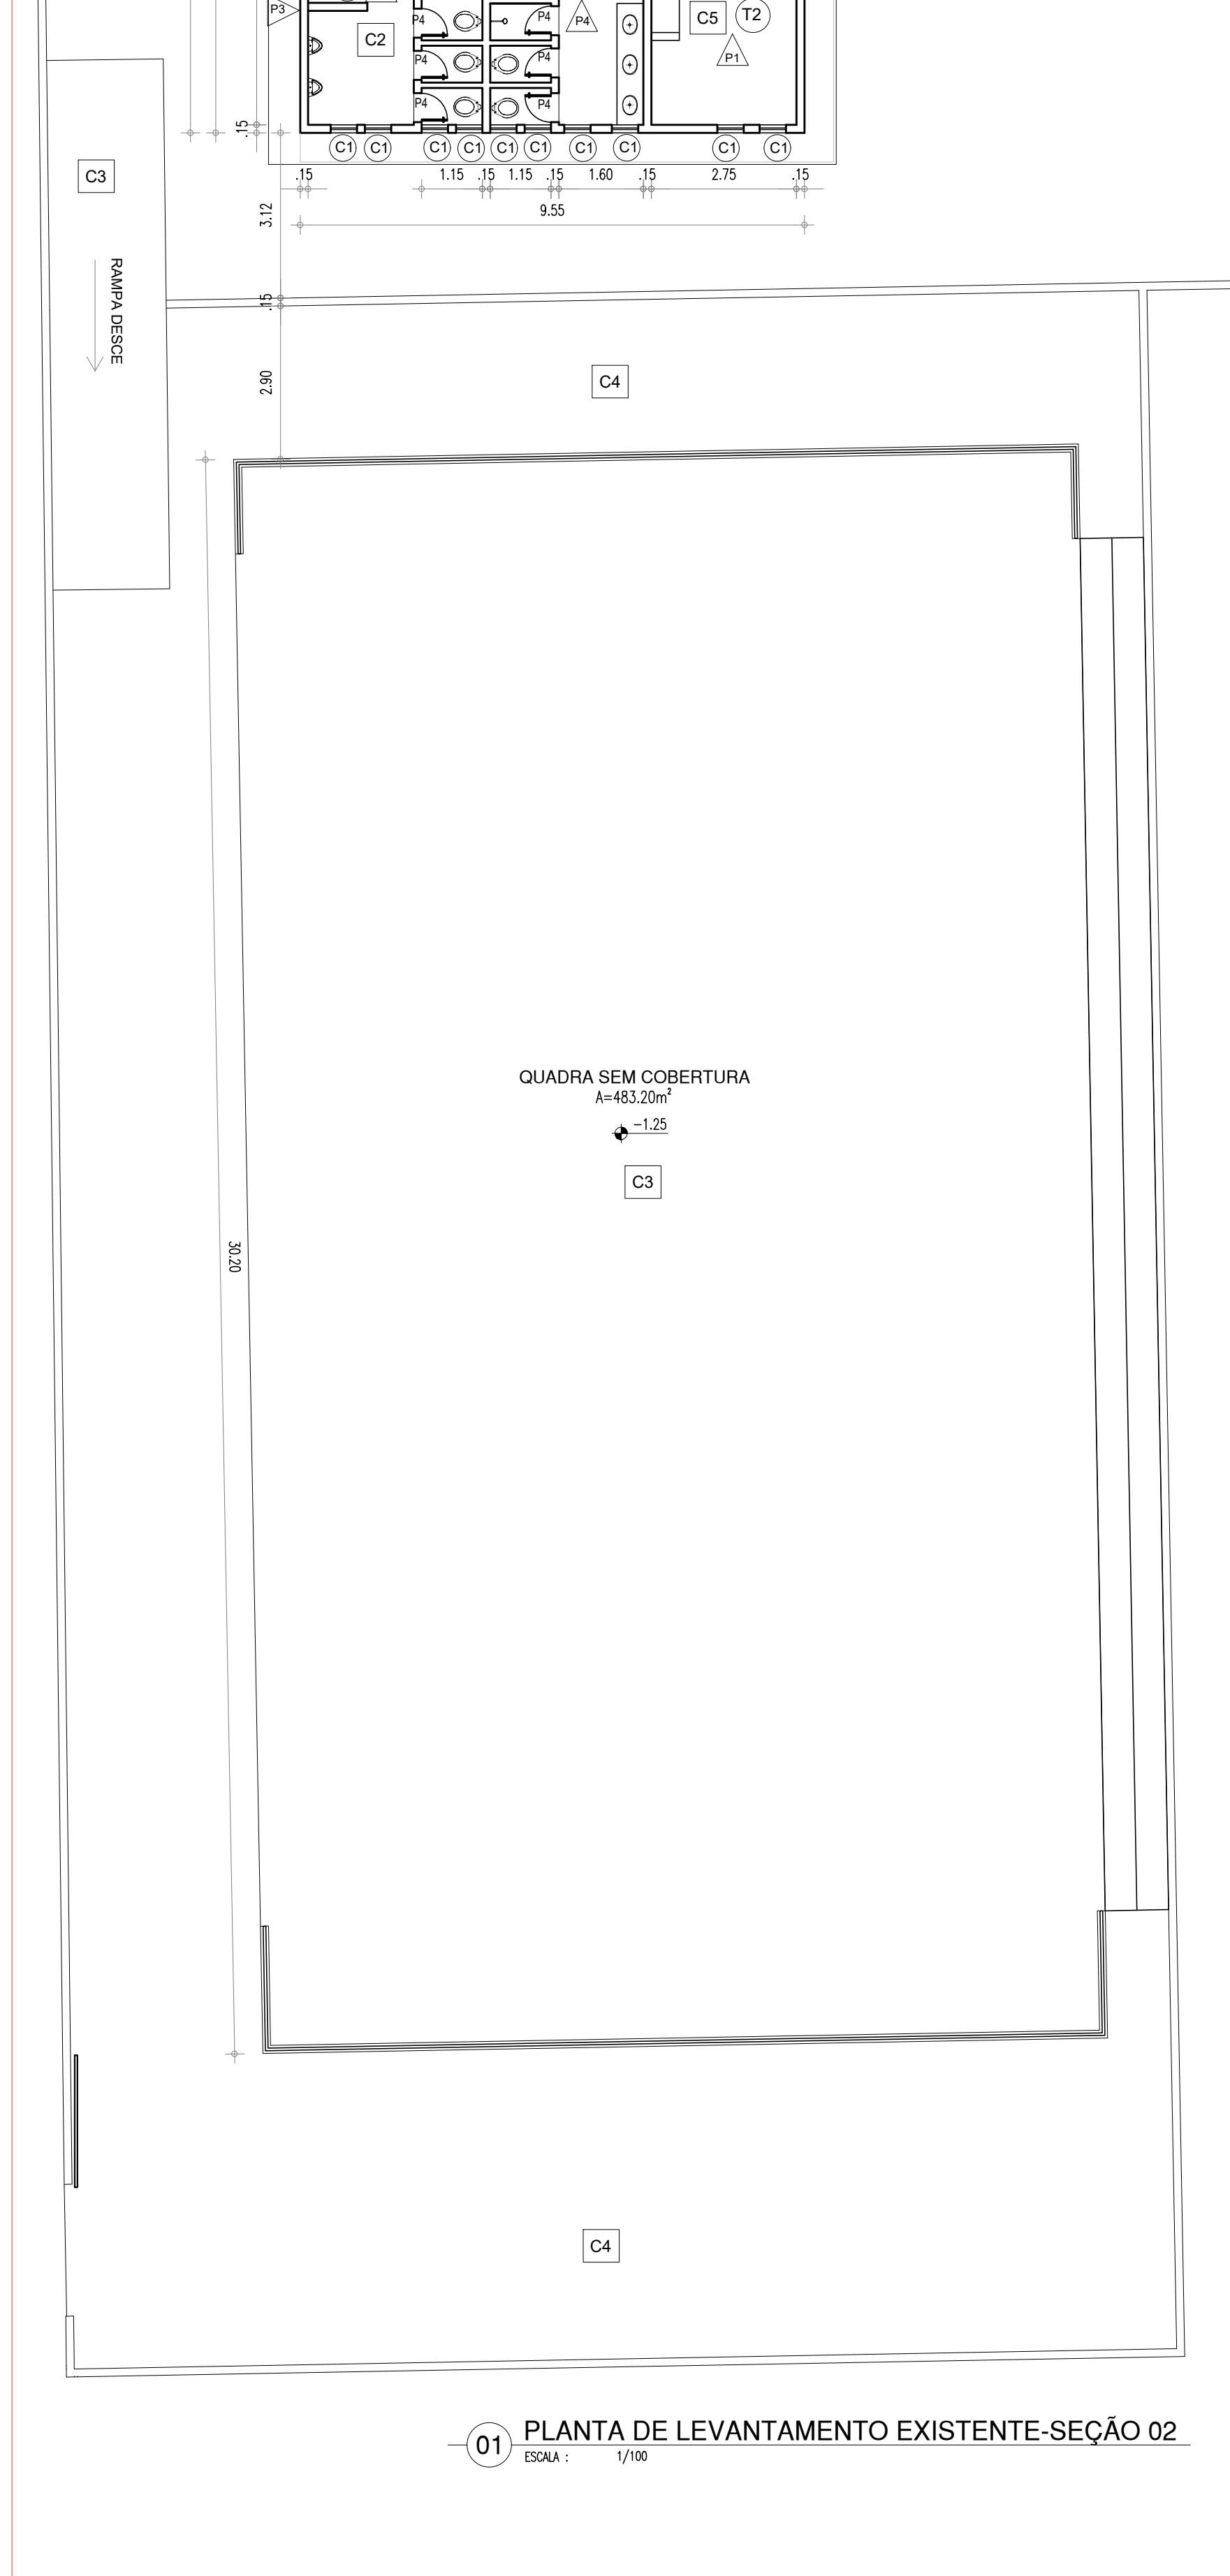 P3
P4
P4
P4
C5
T2
C2
P4
P4
P1
P4
P4
.15
C1
C1
C1
C1
C1
C1
C1
C1
C1
C1
C3
.15
1.15
.15
1.15
.15
1.60
.15
2.75
.15
3.12
9.55
RAMPA DESCE
.15
2.90
C4
QUADRA SEM COBERTURA
A=483.20m²
-1.25
C3
30.20
C4
01
PLANTA DE LEVANTAMENTO EXISTENTE-SEÇÃO 02
ESCALA : 1/100